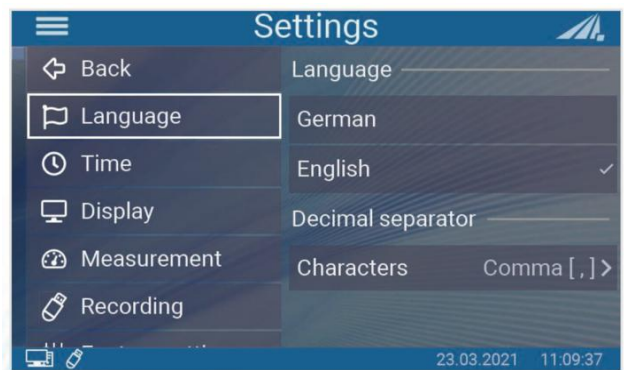 Settings
Back
Language
Time
Display
Measurement
Recording
Language
German
English
Decimal separator
Characters Comma [ , ]
23.03.2021 11:09:37